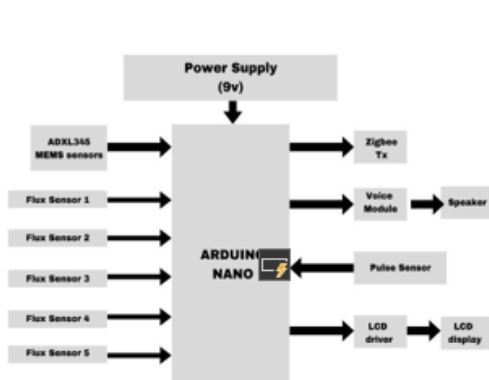 Power Supply
(9v)
ADXL345
MEMS sensors
Flux Sensor 1
Flux Sensor 2
Flux Sensor 3
Flux Sensor 4
Flux Sensor 5
ARDUINO
NANO
Zigbee
Tx
Voice
Module
Speaker
Pulse Sensor
LCD
driver
LCD
display